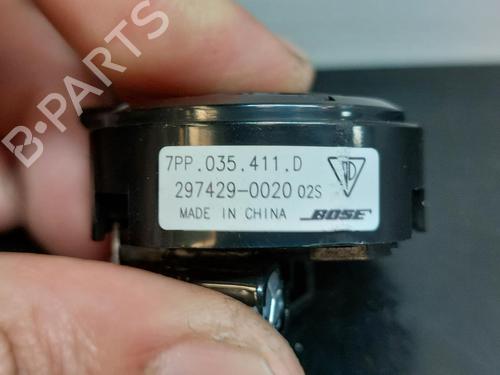 7PP.035.411.D
297429-0020 02S
MADE IN CHINA BOSE
B-PARTS